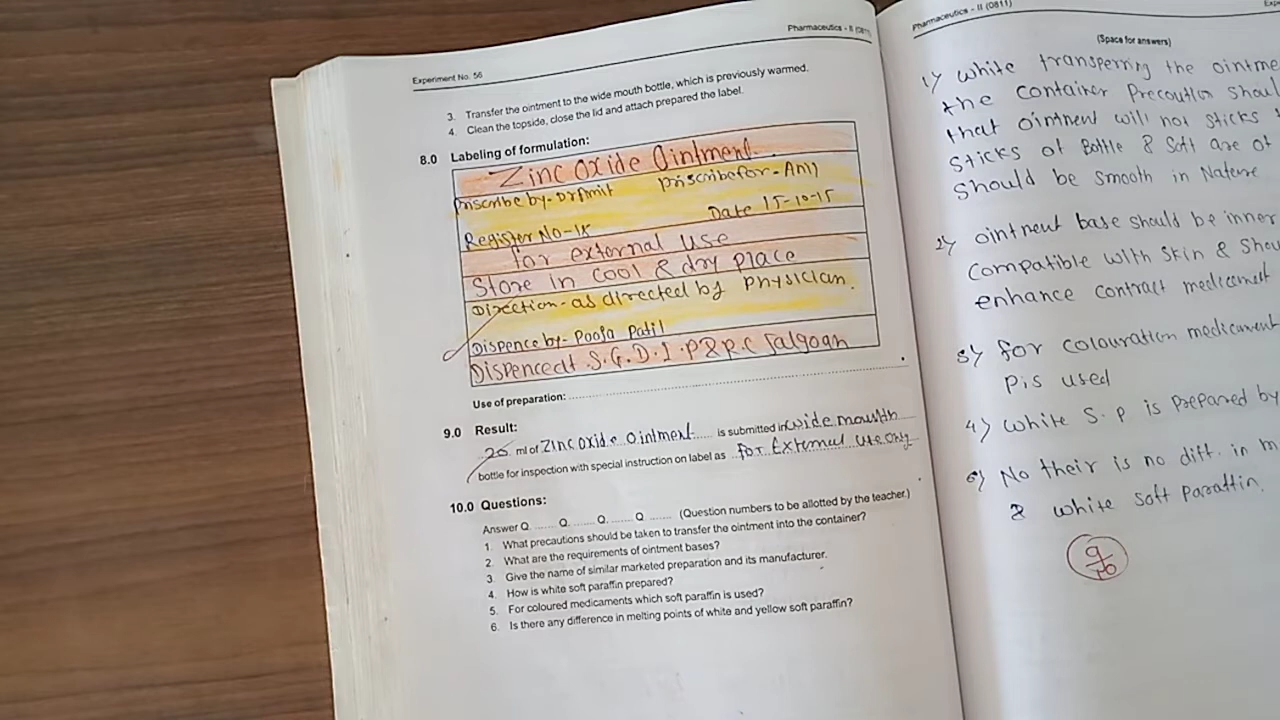 Pharmaceutics - II (0811)
Experiment No. 56
3. Transfer the ointment to the wide mouth bottle, which is previously warmed.
4. Clean the topside, close the lid and attach prepared the label.
8.0 Labeling of formulation:
Zinc Oxide Ointment
Priscribe by- Dr Amit Priscribe for - Anil
Date 15-10-15
Register No-
for external use
Store in cool & dry place
Direction- as directed by physician.
Dispence by- Pooja Patil
Dispenced at S.G.D.I.P&R.C Jalgoan
Use of preparation:
9.0 Result:
20 ml of Zinc oxide Ointment is submitted in wide mouth
bottle for inspection with special instruction on label as for External use only
10.0 Questions:
Answer Q. Q. Q. Q. (Question numbers to be allotted by the teacher.)
1. What precautions should be taken to transfer the ointment into the container?
2. What are the requirements of ointment bases?
3. Give the name of similar marketed preparation and its manufacturer.
4. How is white soft paraffin prepared?
5. For coloured medicaments which soft paraffin is used?
6. Is there any difference in melting points of white and yellow soft paraffin?
Pharmaceutics - II (0811)
(Space for answers)
1) white transperring the ointme
the container Precaution shoul
that ointment will not sticks
sticks of Bottle & Soft are of
should be smooth in Nature
2) ointment base should be inner
compatible with skin & shou
enhance contract medicament
3) for colouration medicament
P is used
4) white S.P is prepared by
No their is no diff. in m
& white soft paraffin.
9/10